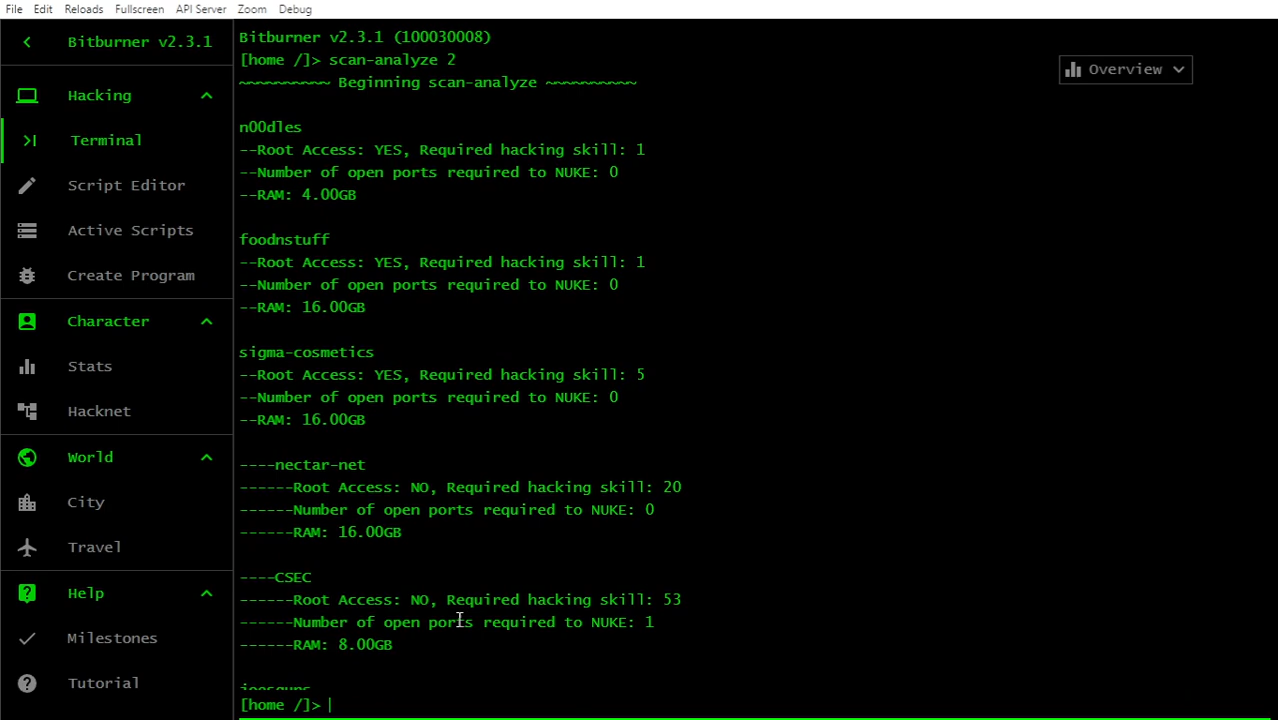 File Edit Reloads Fullscreen API Server Zoom Debug
Bitburner v2.3.1
Hacking
Terminal
Script Editor
Active Scripts
Create Program
Character
Stats
Hacknet
World
City
Travel
Help
Milestones
Tutorial
Bitburner v2.3.1 (100030008)
[home /]> scan-analyze 2
~~~~~~~~~~ Beginning scan-analyze ~~~~~~~~~~
n00dles
--Root Access: YES, Required hacking skill: 1
--Number of open ports required to NUKE: 0
--RAM: 4.00GB
foodnstuff
--Root Access: YES, Required hacking skill: 1
--Number of open ports required to NUKE: 0
--RAM: 16.00GB
sigma-cosmetics
--Root Access: YES, Required hacking skill: 5
--Number of open ports required to NUKE: 0
--RAM: 16.00GB
----nectar-net
------Root Access: NO, Required hacking skill: 20
------Number of open ports required to NUKE: 0
------RAM: 16.00GB
----CSEC
------Root Access: NO, Required hacking skill: 53
------Number of open ports required to NUKE: 1
------RAM: 8.00GB
[home /]>
Overview